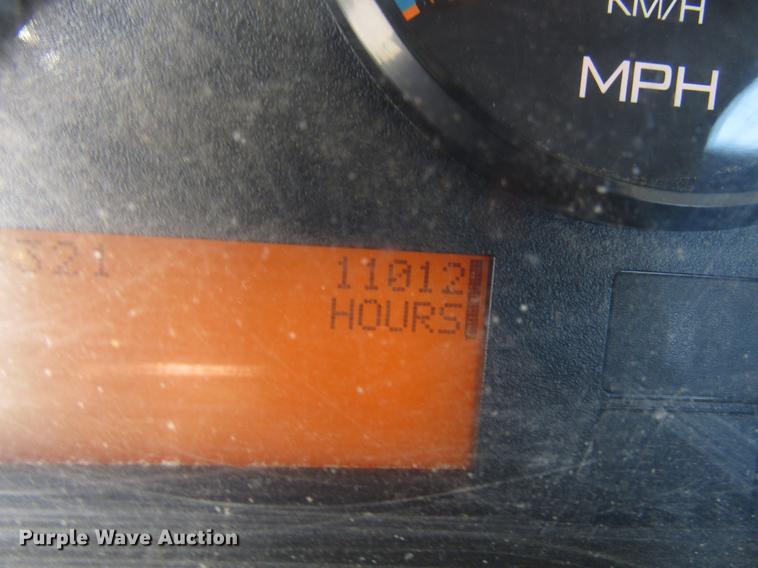 KM/H
MPH
321 11012
HOURS
Purple Wave Auction